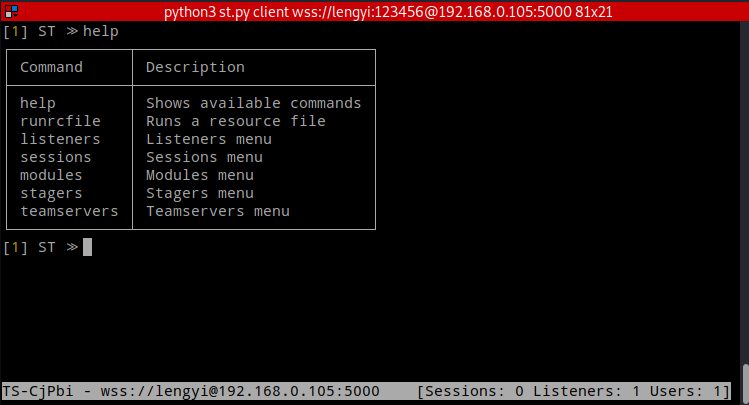 python3 st.py client wss://lengyi:123456@192.168.0.105:5000 81x21
[1] ST ≫ help
Command Description
help Shows available commands
runrcfile Runs a resource file
listeners Listeners menu
sessions Sessions menu
modules Modules menu
stagers Stagers menu
teamservers Teamservers menu
[1] ST ≫
TS-CjPbi - wss://lengyi@192.168.0.105:5000 [Sessions: 0 Listeners: 1 Users: 1]